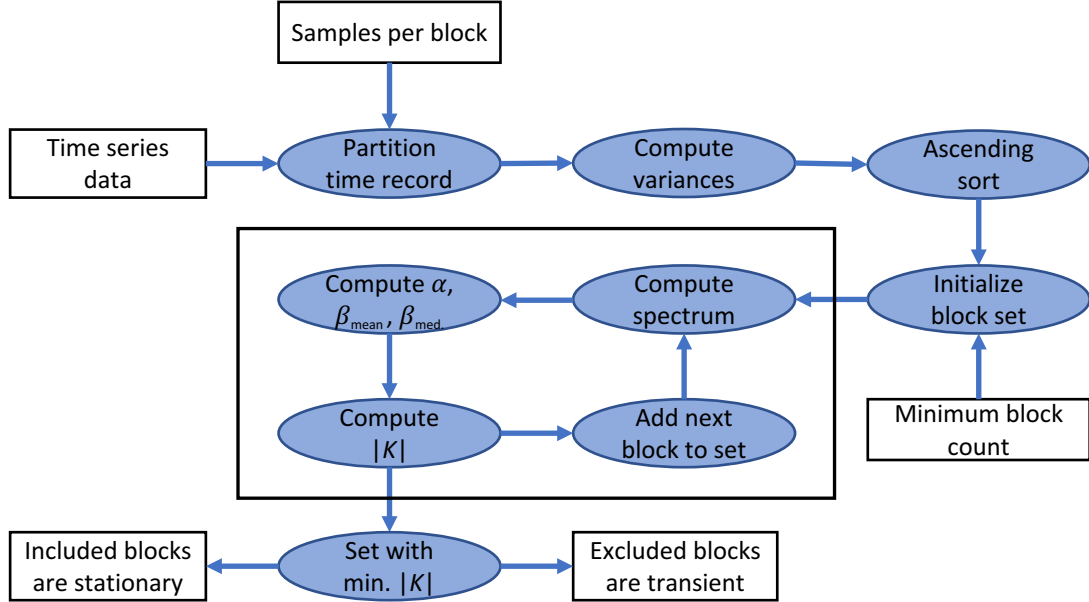 Samples per block
Time series
data
Partition
time record
Compute
variances
Ascending
sort
Compute α,
β_mean, β_med.
Compute
spectrum
Initialize
block set
Compute
|K|
Add next
block to set
Minimum block
count
Included blocks
are stationary
Set with
min. |K|
Excluded blocks
are transient